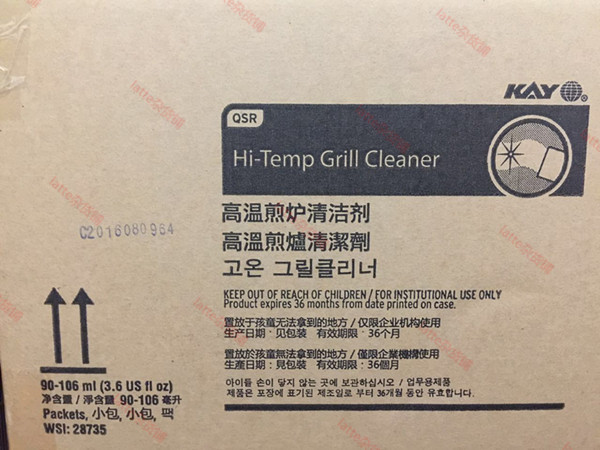 KAY
QSR
Hi-Temp Grill Cleaner
高温煎炉清洁剂
高溫煎爐清潔劑
고온 그릴클리너
C2016080984
KEEP OUT OF REACH OF CHILDREN / FOR INSTITUTIONAL USE ONLY
Product expires 36 months from date printed on case.
置放于孩童无法拿到的地方 / 仅限企业机构使用
生产日期：见包装 有效期限：36个月
置放於孩童無法拿到的地方 / 僅限企業機構使用
生產日期：見包裝 有效期限：36個月
아이들 손이 닿지 않는 곳에 보관하십시오 / 업무용제품
제품은 포장에 표기된 제조일로 부터 36개월 동안 유효합니다.
90-106 ml (3.6 US fl oz)
净含量 / 淨含量 90-106 毫升
Packets, 小包, 小包, 팩
WSI: 28735
latte杂货铺